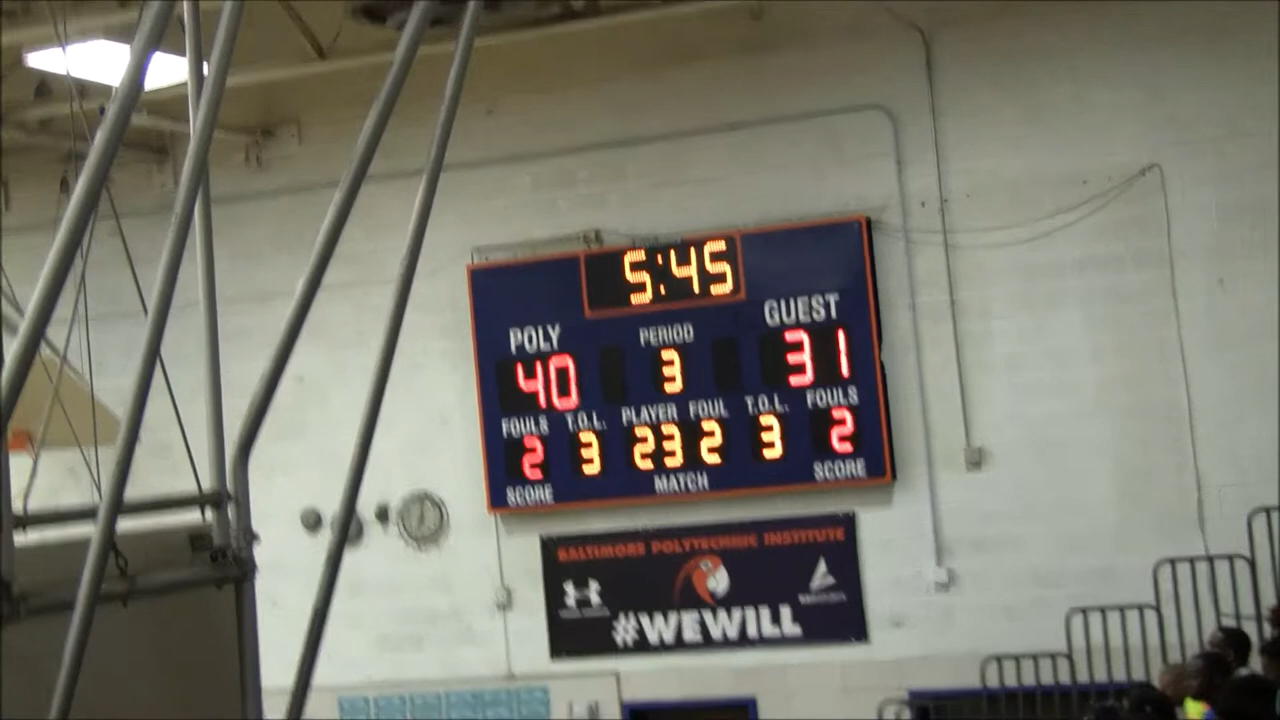 5:45
POLY PERIOD GUEST
40 3 31
FOULS T.O.L. PLAYER FOUL T.O.L. FOULS
2 3 23 2 3 2
SCORE MATCH SCORE
BALTIMORE POLYTECHNIC INSTITUTE
#WEWILL